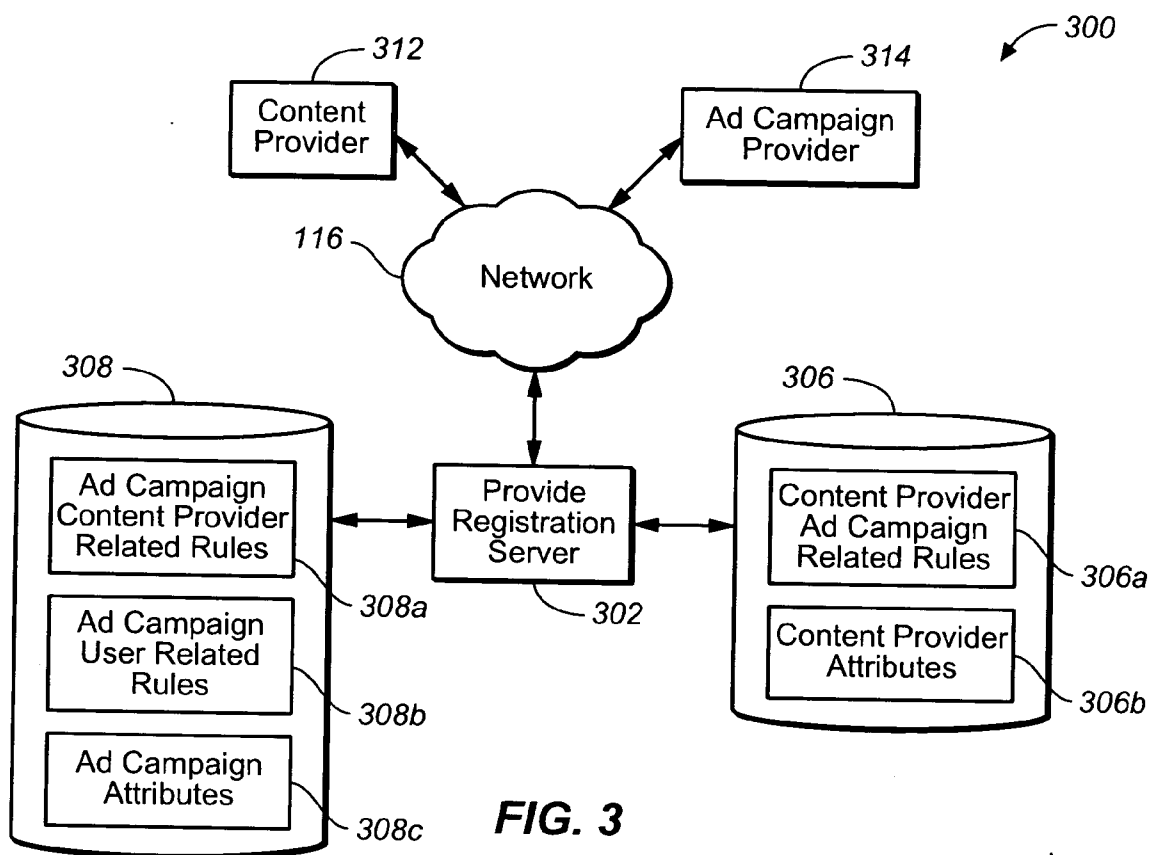 300
312
314
Content
Provider
Ad Campaign
Provider
116
Network
308
306
Ad Campaign
Content Provider
Related Rules
308a
Ad Campaign
User Related
Rules
308b
Ad Campaign
Attributes
308c
Provide
Registration
Server
302
Content Provider
Ad Campaign
Related Rules
306a
Content Provider
Attributes
306b
FIG. 3